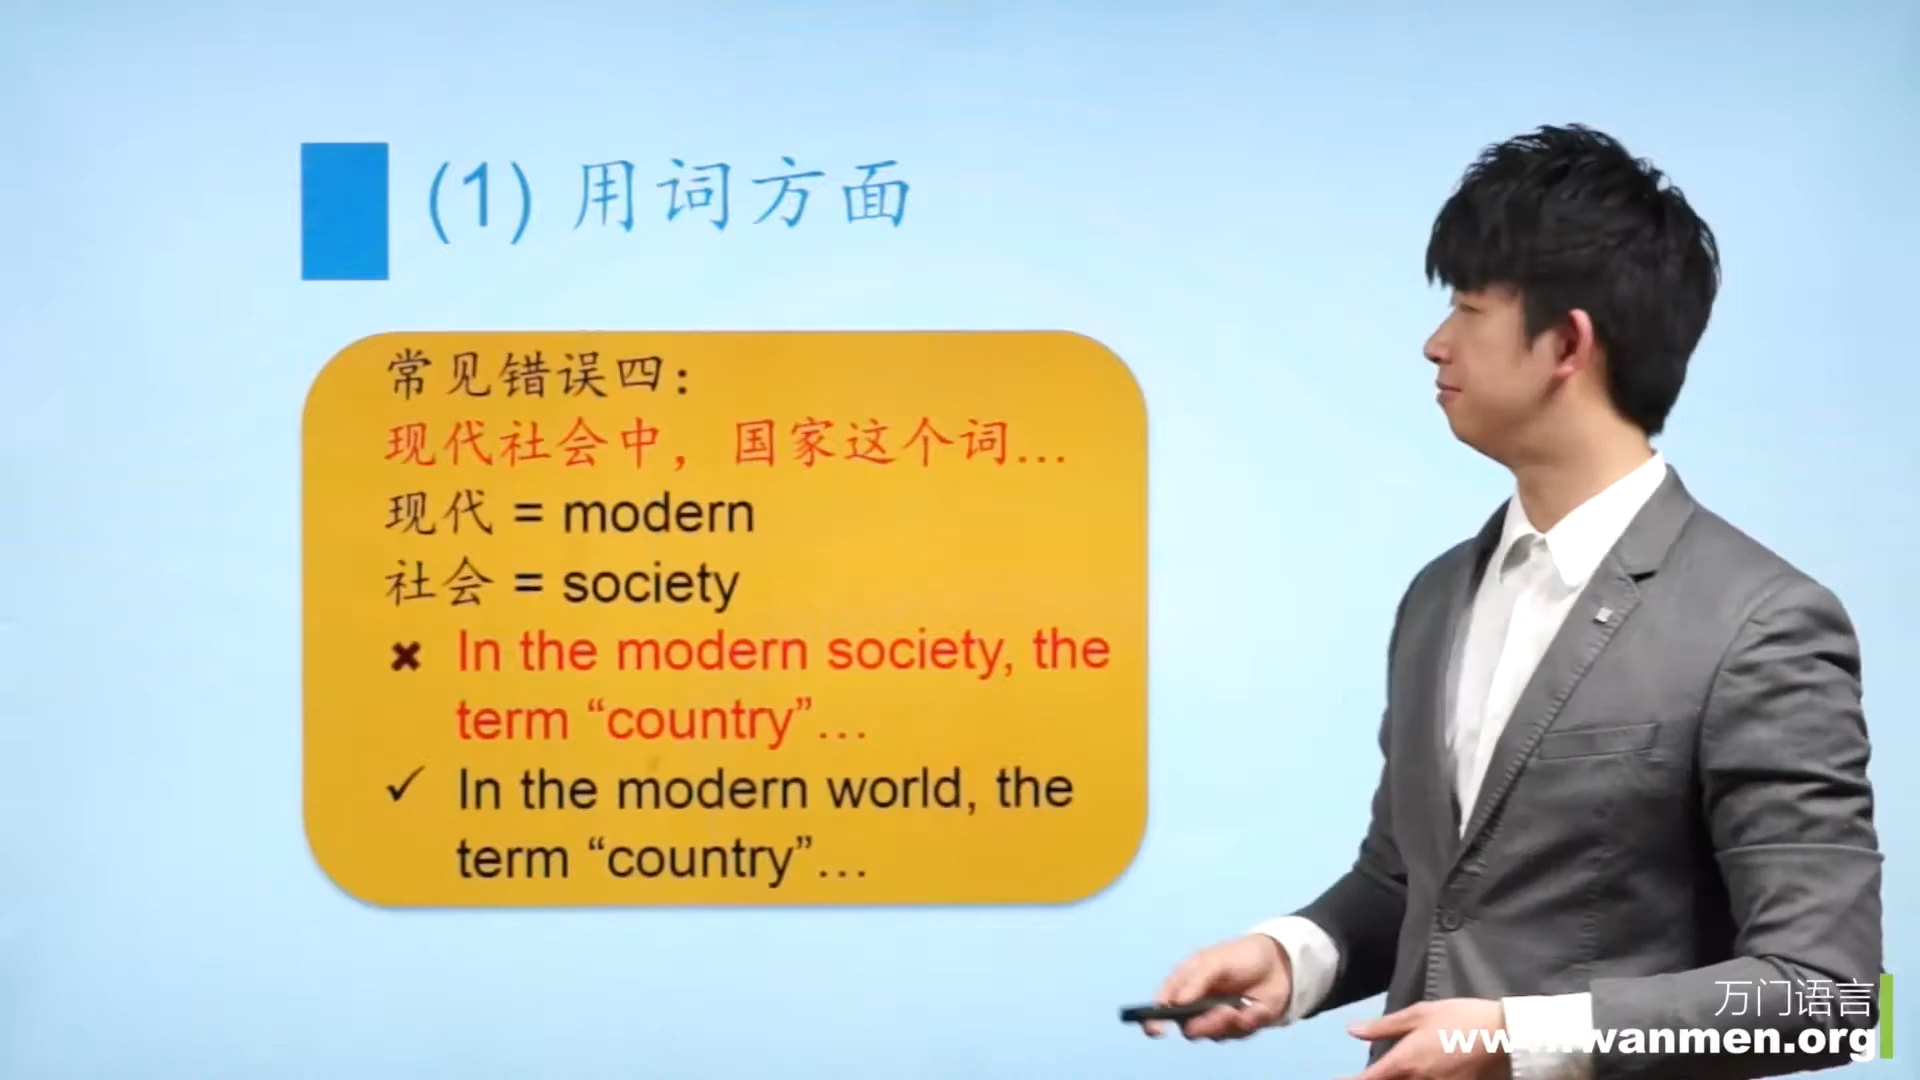 (1) 用词方面
常见错误四：
现代社会中，国家这个词...
现代 = modern
社会 = society
✖ In the modern society, the
term “country”...
✓ In the modern world, the
term “country”...
万门语言
www.wanmen.org